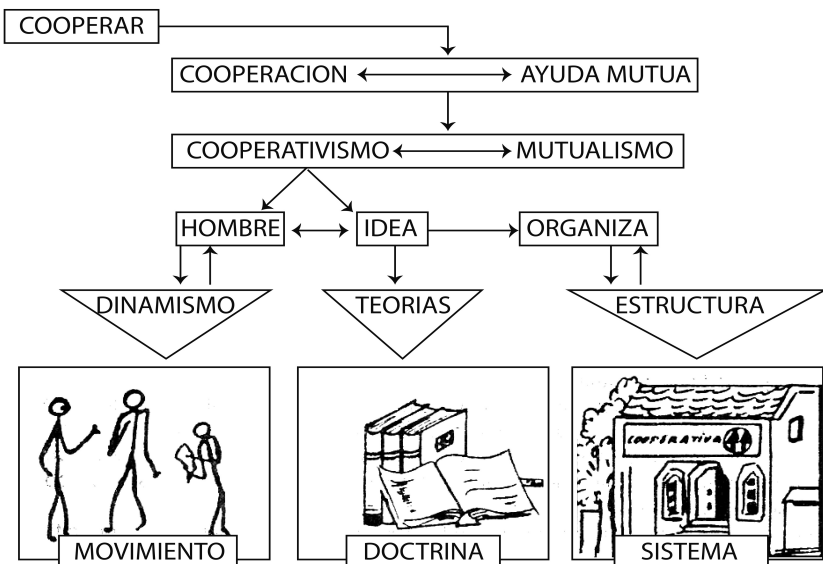 COOPERAR
COOPERACION AYUDA MUTUA
COOPERATIVISMO MUTUALISMO
HOMBRE IDEA ORGANIZA
DINAMISMO TEORIAS ESTRUCTURA
COOPERATIVA
MOVIMIENTO DOCTRINA SISTEMA